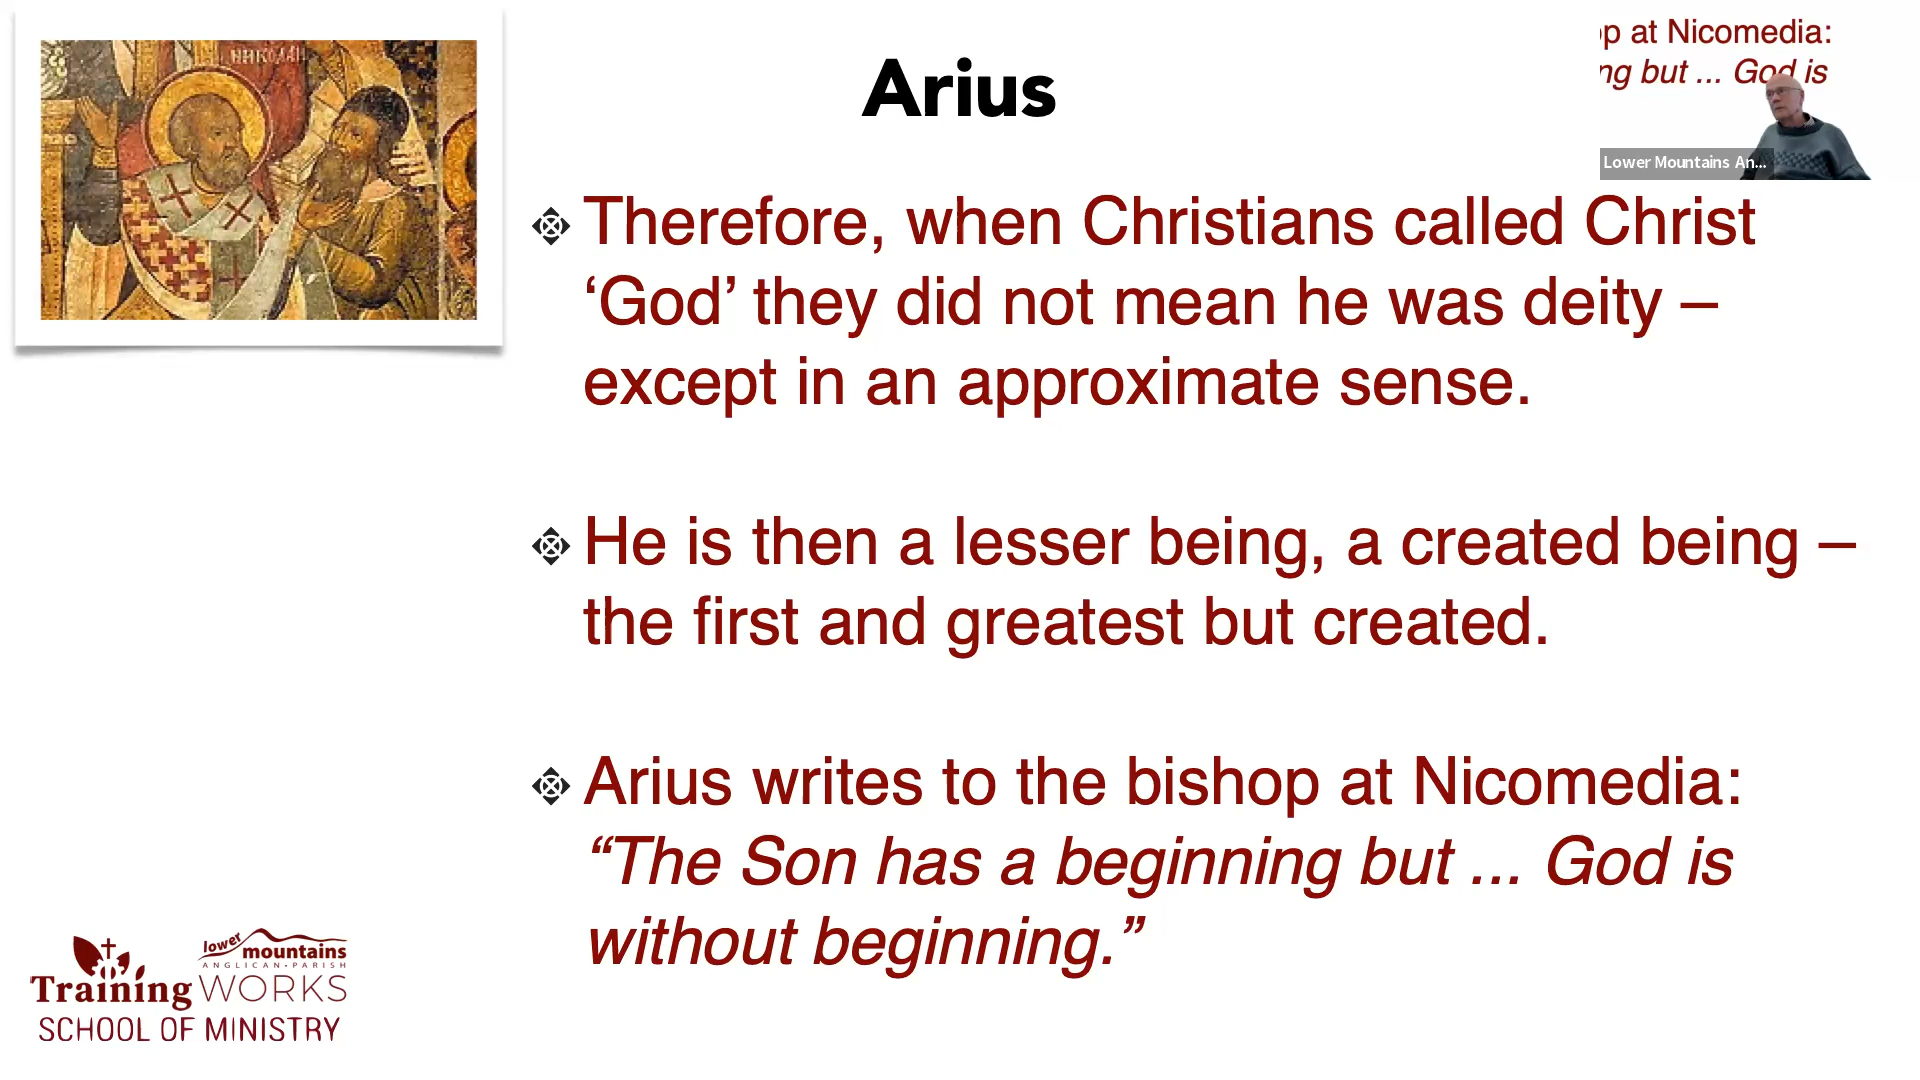 НИКОЛАИ
Arius
op at Nicomedia:
ng but ... God is
Lower Mountains An...
Therefore, when Christians called Christ
‘God’ they did not mean he was deity –
except in an approximate sense.
He is then a lesser being, a created being –
the first and greatest but created.
Arius writes to the bishop at Nicomedia:
“The Son has a beginning but ... God is
without beginning.”
lower mountains
ANGLICAN•PARISH
Training WORKS
SCHOOL OF MINISTRY